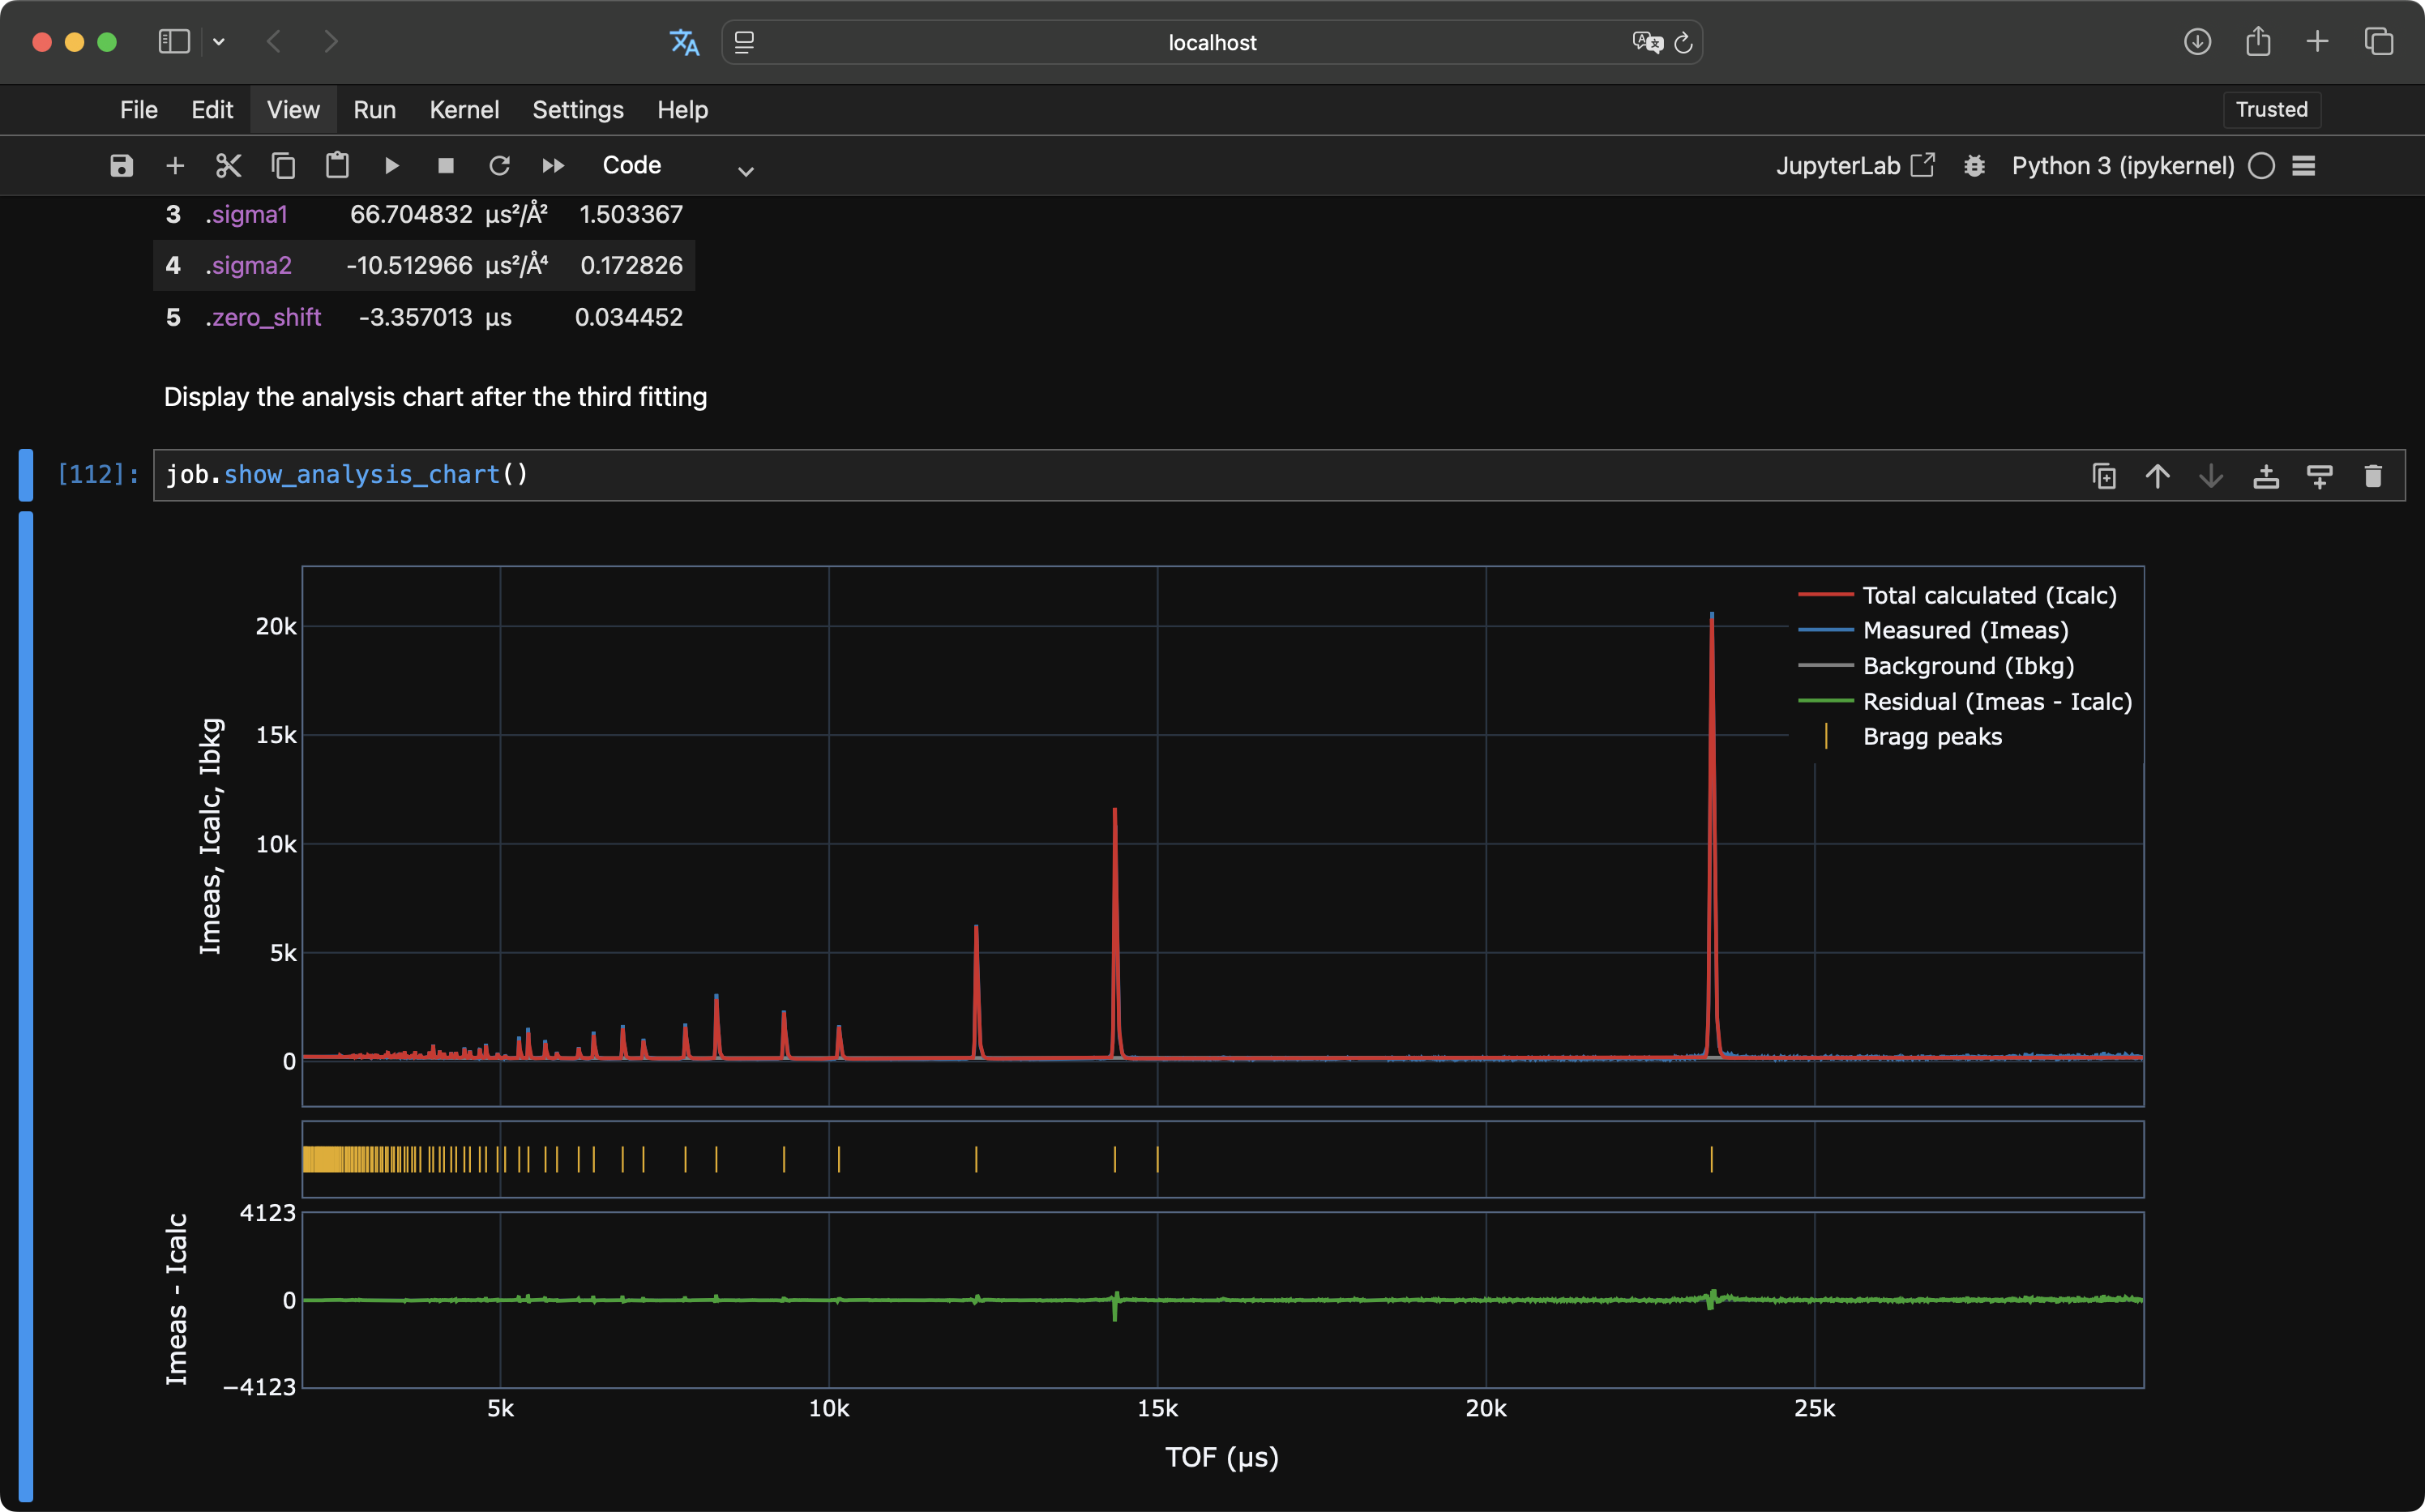 localhost
File Edit View Run Kernel Settings Help Trusted
Code JupyterLab Python 3 (ipykernel)
3 .sigma1 66.704832 μs²/Å² 1.503367
4 .sigma2 -10.512966 μs²/Å⁴ 0.172826
5 .zero_shift -3.357013 μs 0.034452
Display the analysis chart after the third fitting
[112]: job.show_analysis_chart()
Total calculated (Icalc)
Measured (Imeas)
Background (Ibkg)
Residual (Imeas - Icalc)
Bragg peaks
Imeas, Icalc, Ibkg
20k
15k
10k
5k
0
Imeas - Icalc
4123
0
−4123
5k 10k 15k 20k 25k
TOF (μs)